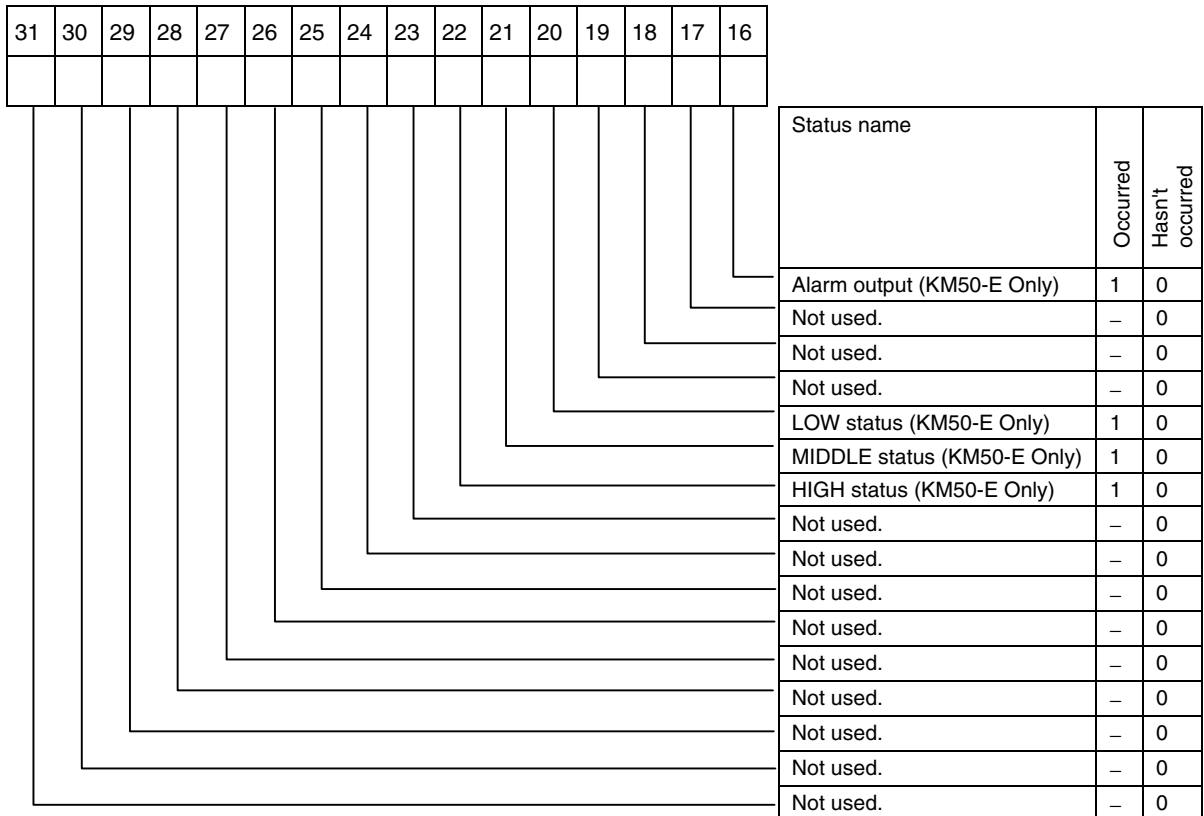 31 30 29 28 27 26 25 24 23 22 21 20 19 18 17 16
Status name Occurred Hasn't occurred
Alarm output (KM50-E Only) 1 0
Not used. – 0
Not used. – 0
Not used. – 0
LOW status (KM50-E Only) 1 0
MIDDLE status (KM50-E Only) 1 0
HIGH status (KM50-E Only) 1 0
Not used. – 0
Not used. – 0
Not used. – 0
Not used. – 0
Not used. – 0
Not used. – 0
Not used. – 0
Not used. – 0
Not used. – 0